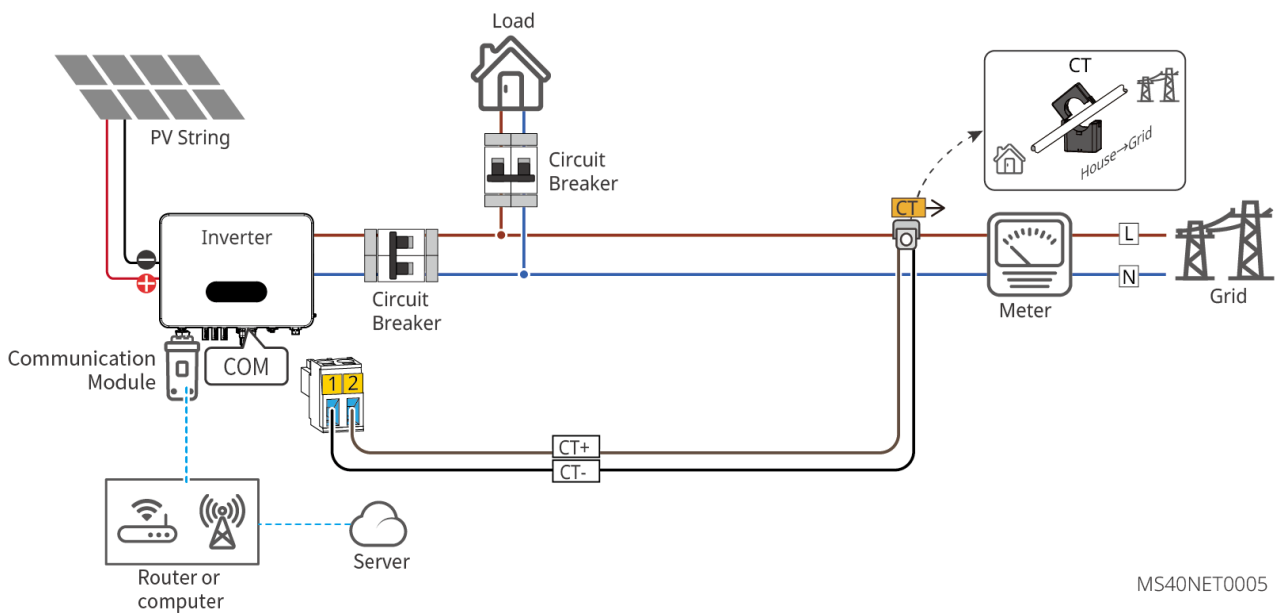 Load
CT
House→Grid
PV String
Circuit
Breaker
CT
Inverter
L
N
Circuit
Breaker
Meter
Grid
Communication
Module
COM
1 2
CT+
CT-
Server
Router or
computer
MS40NET0005